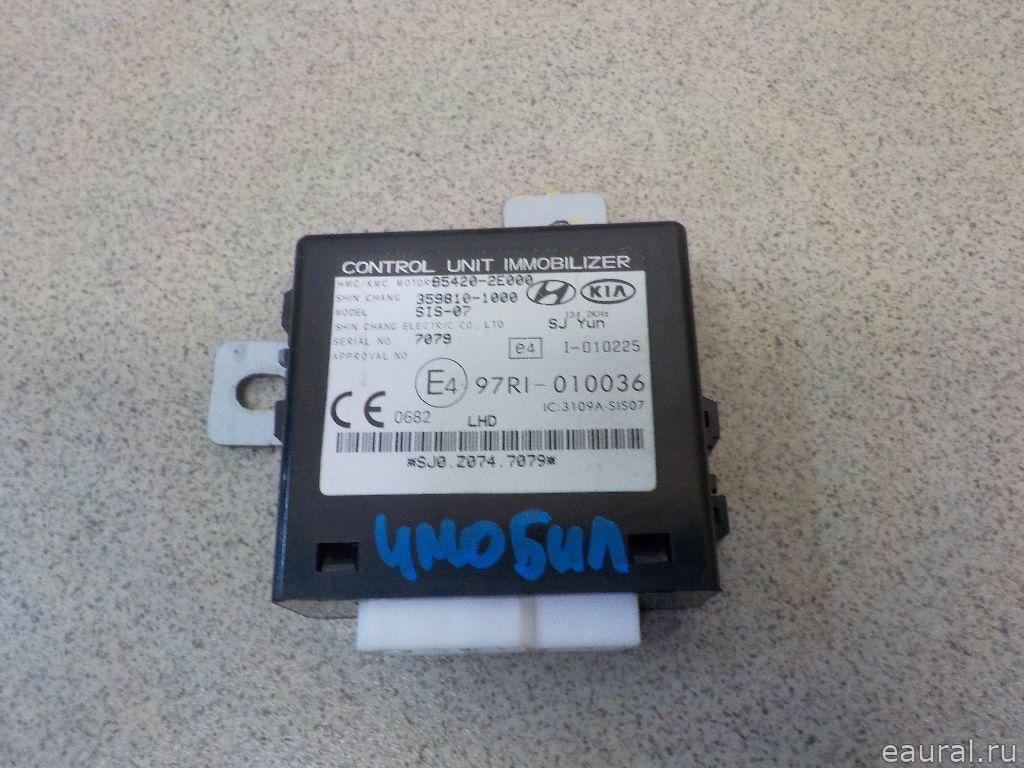 CONTROL UNIT IMMOBILIZER
HMC/KMC MOTOR 95420-2E000
SHIN CHANG. 359810-1000 KIA
MODEL SIS-07 134.2KHz
SHIN CHANG ELECTRIC CO., LTD SJ Yun
SERIAL NO. 7079
APPROVAL NO e4 I-010225
E4 97RI-010036
CE 0682 LHD IC:3109A-SIS07
*SJ0.Z074.7079*
имобил
eaural.ru